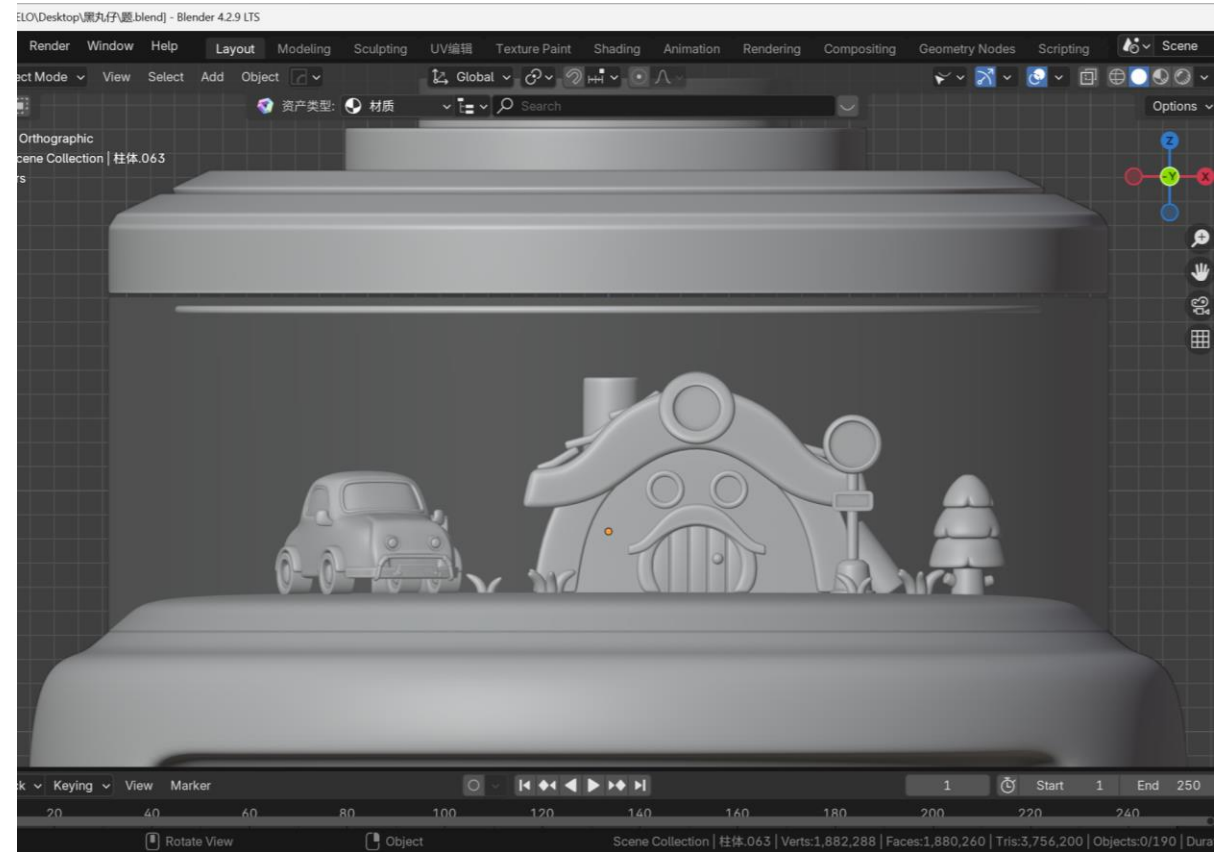 ELO\Desktop\黑丸仔\题.blend] - Blender 4.2.9 LTS
Render Window Help Layout Modeling Sculpting UV编辑 Texture Paint Shading Animation Rendering Compositing Geometry Nodes Scripting Scene
ect Mode View Select Add Object Global
资产类型: 材质 Search Options
Orthographic
cene Collection | 柱体.063
rs
Z
-Y
X
k Keying View Marker 1 Start 1 End 250
20 40 60 80 100 120 140 160 180 200 220 240
Rotate View Object Scene Collection | 柱体.063 | Verts:1,882,288 | Faces:1,880,260 | Tris:3,756,200 | Objects:0/190 | Dura